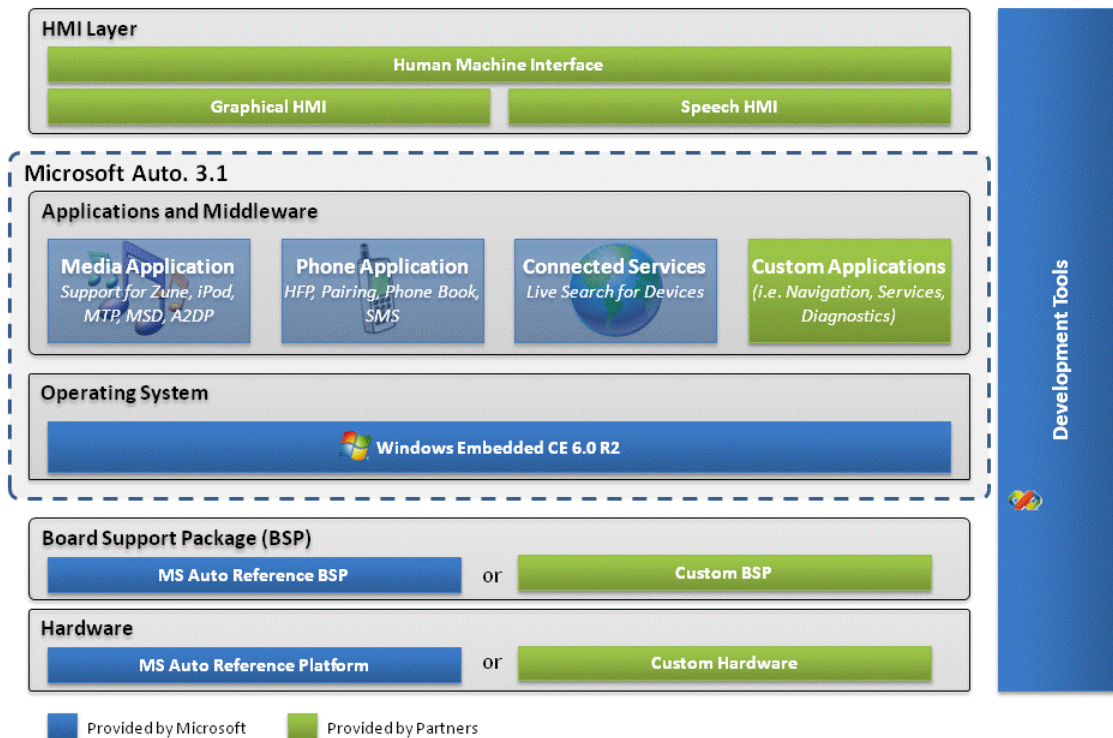 HMI Layer
Human Machine Interface
Graphical HMI
Speech HMI
Microsoft Auto. 3.1
Applications and Middleware
Media Application
Support for Zune, iPod,
MTP, MSD, A2DP
Phone Application
HFP, Pairing, Phone Book,
SMS
Connected Services
Live Search for Devices
Custom Applications
(i.e. Navigation, Services,
Diagnostics)
Operating System
Windows Embedded CE 6.0 R2
Board Support Package (BSP)
MS Auto Reference BSP
or
Custom BSP
Hardware
MS Auto Reference Platform
or
Custom Hardware
Development Tools
Provided by Microsoft
Provided by Partners